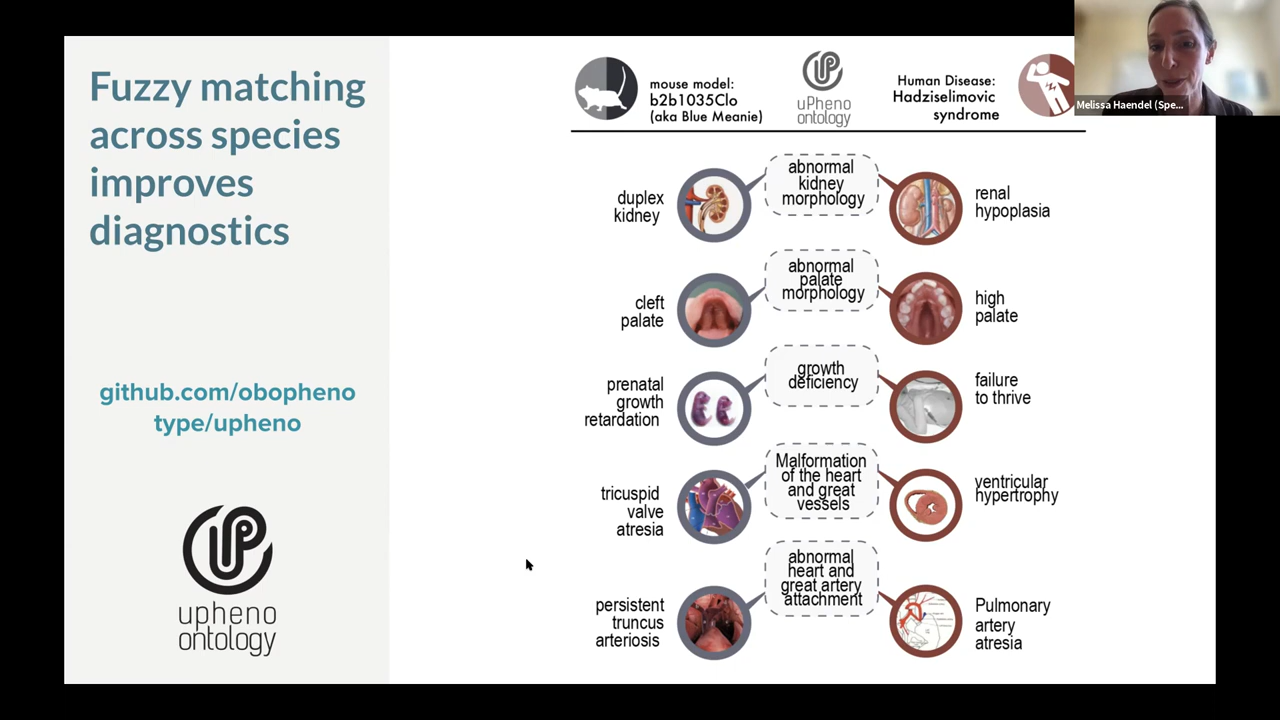 Fuzzy matching
across species
improves
diagnostics
github.com/obopheno
type/upheno
upheno
ontology
mouse model:
b2b1035Clo
(aka Blue Meanie)
uPheno
ontology
Human Disease:
Hadziselimovic
syndrome
Melissa Haendel (Spe...
duplex
kidney
abnormal
kidney
morphology
renal
hypoplasia
cleft
palate
abnormal
palate
morphology
high
palate
prenatal
growth
retardation
growth
deficiency
failure
to thrive
tricuspid
valve
atresia
Malformation
of the heart
and great
vessels
ventricular
hypertrophy
persistent
truncus
arteriosis
abnormal
heart and
great artery
attachment
Pulmonary
artery
atresia